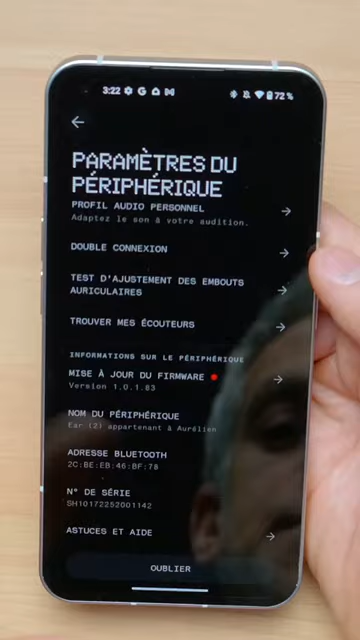 3:22
72 %
PARAMÈTRES DU
PÉRIPHÉRIQUE
PROFIL AUDIO PERSONNEL
Adaptez le son à votre audition.
DOUBLE CONNEXION
TEST D'AJUSTEMENT DES EMBOUTS
AURICULAIRES
TROUVER MES ÉCOUTEURS
INFORMATIONS SUR LE PÉRIPHÉRIQUE
MISE À JOUR DU FIRMWARE
Version 1.0.1.83
NOM DU PÉRIPHÉRIQUE
Ear (2) appartenant à Aurélien
ADRESSE BLUETOOTH
2C:BE:EB:46:BF:78
N° DE SÉRIE
SH10172252001142
ASTUCES ET AIDE
OUBLIER